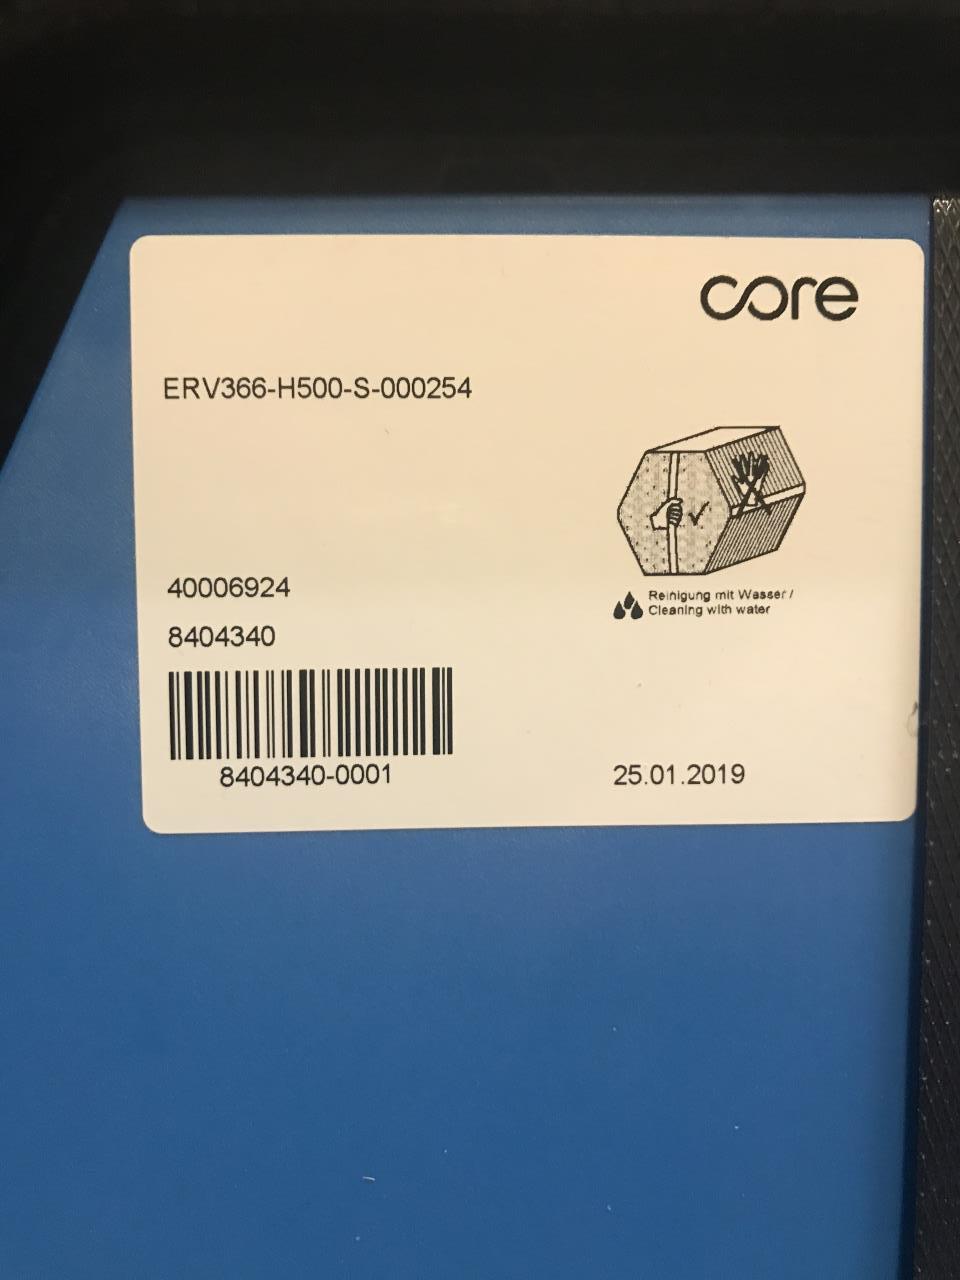 core
ERV366-H500-S-000254
Reinigung mit Wasser /
Cleaning with water
40006924
8404340
8404340-0001
25.01.2019